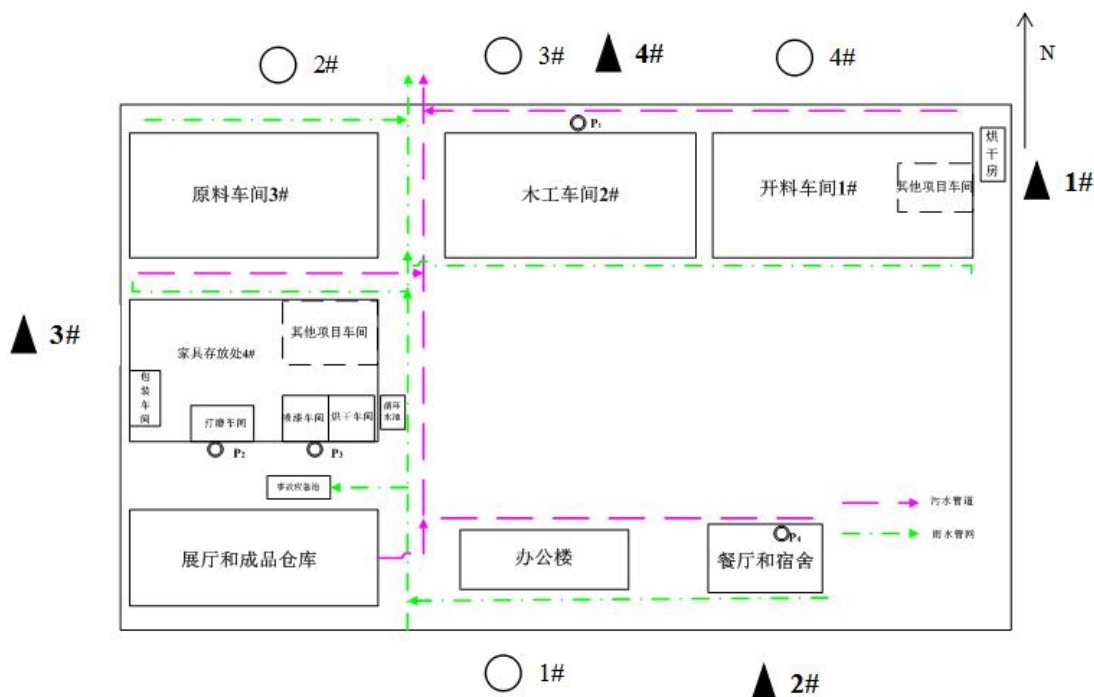 2#
3#
4#
4#
N
P₁
烘干房
原料车间3#
木工车间2#
开料车间1#
其他项目车间
1#
3#
其他项目车间
家具存放处4#
包装车间
打磨车间
喷漆车间
烘干车间
循环水池
P₂
P₃
事故应急池
污水管道
雨水管网
展厅和成品仓库
办公楼
P₄
餐厅和宿舍
1#
2#